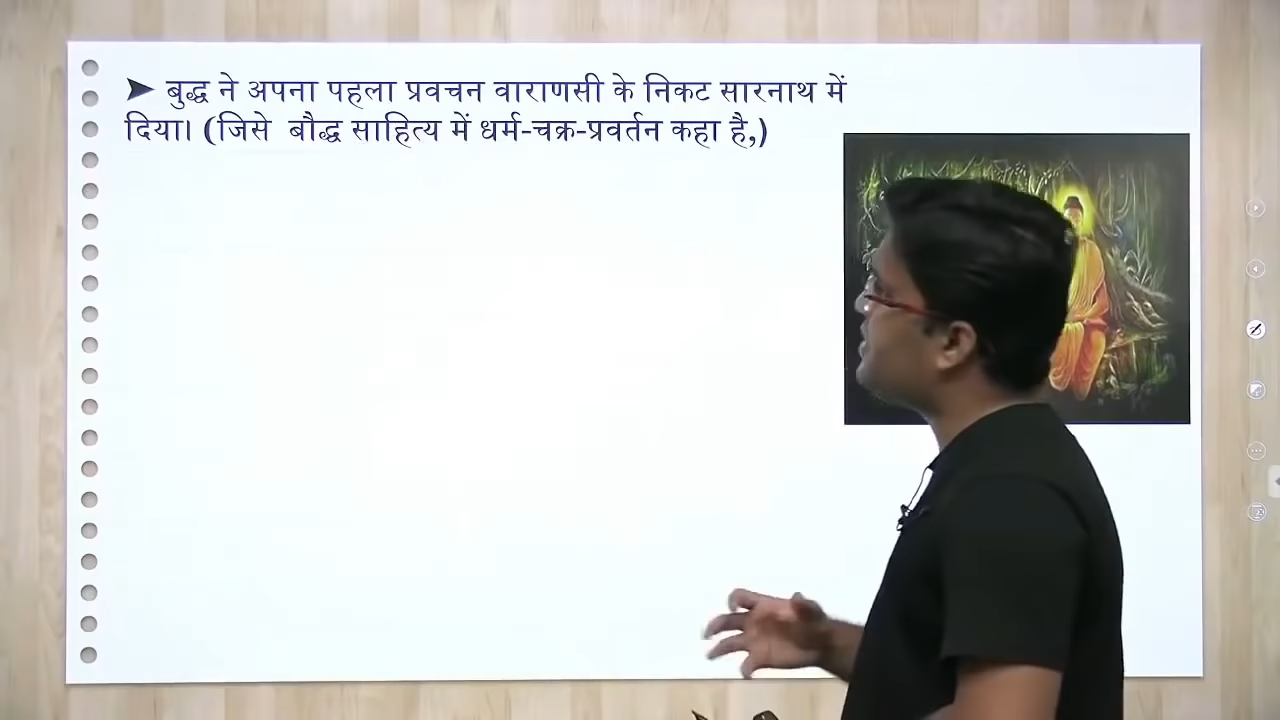 ➤ बुद्ध ने अपना पहला प्रवचन वाराणसी के निकट सारनाथ में
दिया। (जिसे बौद्ध साहित्य में धर्म-चक्र-प्रवर्तन कहा है,)